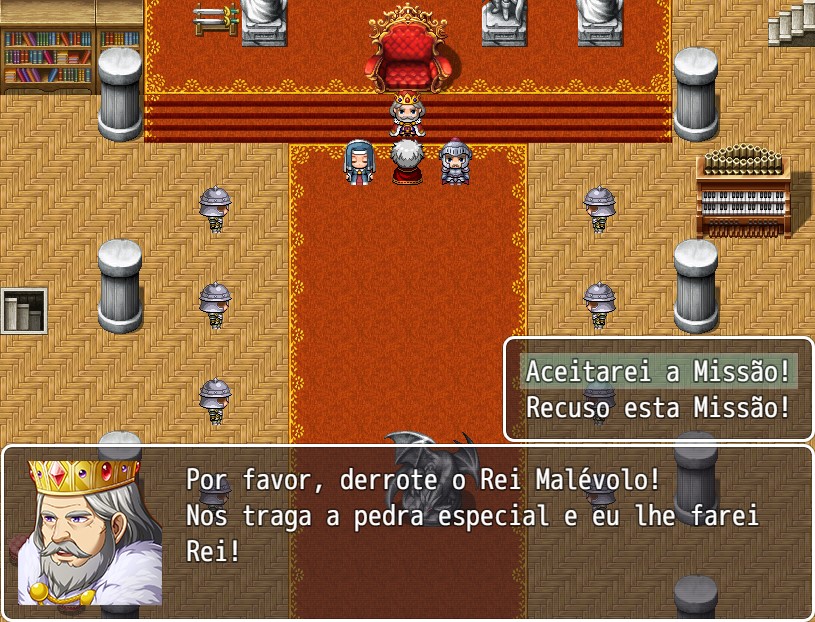 Aceitarei a Missão!
Recuso esta Missão!
Por favor, derrote o Rei Malévolo!
Nos traga a pedra especial e eu lhe farei
Rei!